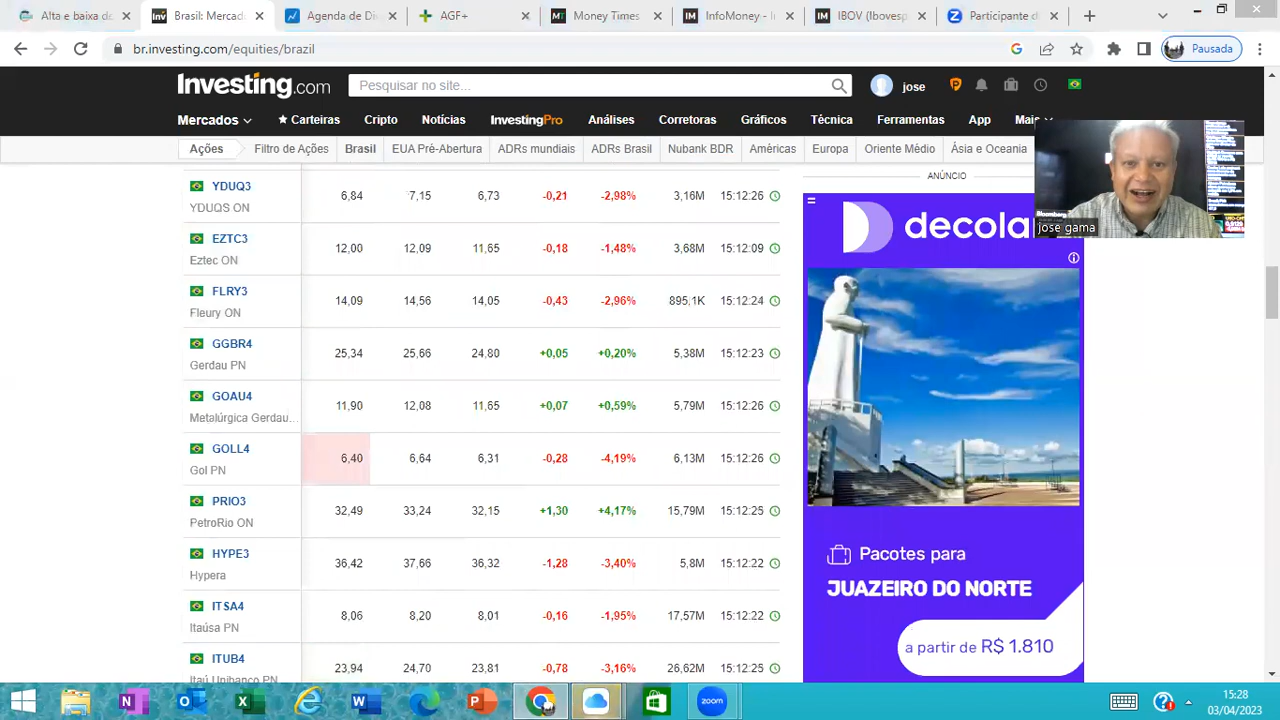 Alta e baixa de
Brasil: Mercado
Agenda de Di
AGF+
Money Times
InfoMoney - In
IBOV (Ibovesp
Participante d
br.investing.com/equities/brazil
Pausada
Investing.com
Pesquisar no site...
jose
Mercados
Carteiras
Cripto
Notícias
InvestingPro
Análises
Corretoras
Gráficos
Técnica
Ferramentas
App
Mais
Ações
Filtro de Ações
EUA Pré-Abertura
ADRs Brasil
Rank BDR
Europa
Oriente Médio
Ásia e Oceania
YDUQ3 6,84 7,15 6,73 -0,21 -2,98% 3,16M 15:12:23
YDUQS ON
EZTC3 12,00 12,09 11,65 -0,18 -1,48% 3,68M 15:12:09
Eztec ON
FLRY3 14,09 14,56 14,05 -0,43 -2,96% 895,1K 15:12:24
Fleury ON
GGBR4 25,34 25,66 24,80 +0,05 +0,20% 5,38M 15:12:23
Gerdau PN
GOAU4 11,90 12,08 11,65 +0,07 +0,59% 5,79M 15:12:26
Metalúrgica Gerdau...
GOLL4 6,40 6,64 6,31 -0,28 -4,19% 6,13M 15:12:26
Gol PN
PRIO3 32,49 33,24 32,15 +1,30 +4,17% 15,79M 15:12:25
PetroRio ON
HYPE3 36,42 37,66 36,32 -1,28 -3,40% 5,8M 15:12:22
Hypera
ITSA4 8,06 8,20 8,01 -0,16 -1,95% 17,57M 15:12:22
Itaúsa PN
ITUB4 23,94 24,70 23,81 -0,78 -3,16% 26,62M 15:12:25
Itaú Unibanco PN
ANÚNCIO
decola
Pacotes para
JUAZEIRO DO NORTE
a partir de R$ 1.810
Bloomberg
jose gama
zoom
15:28
03/04/2023